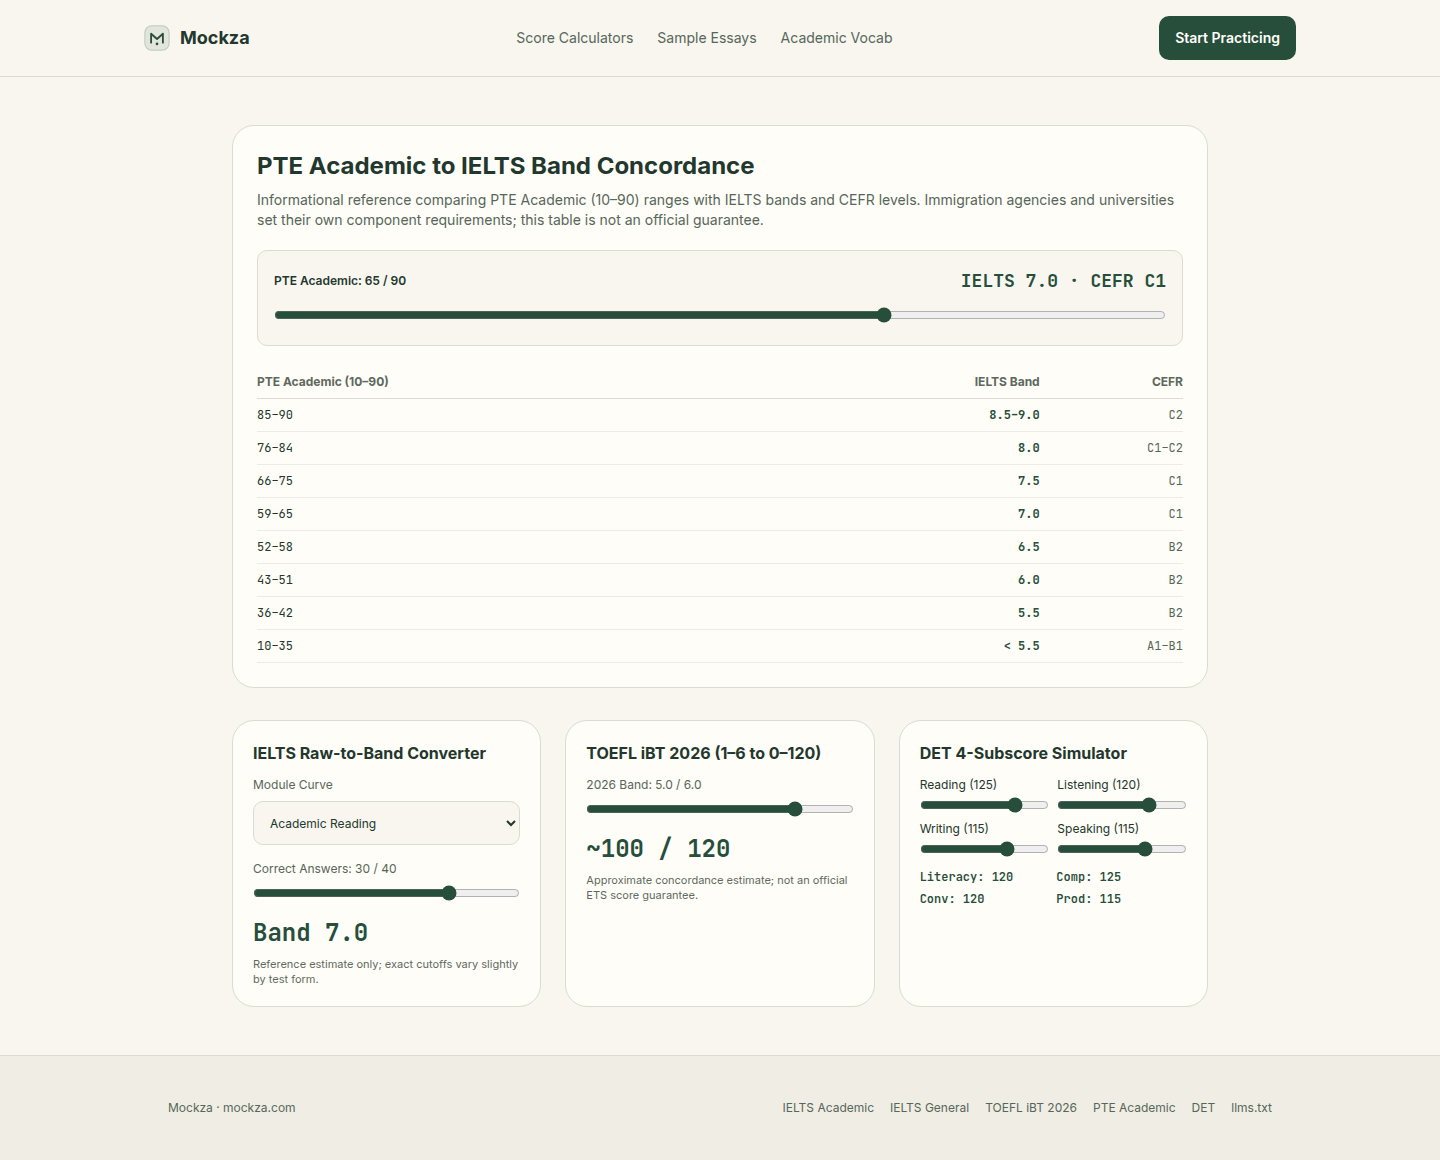 Mockza
Score Calculators
Sample Essays
Academic Vocab
Start Practicing
PTE Academic to IELTS Band Concordance
Informational reference comparing PTE Academic (10–90) ranges with IELTS bands and CEFR levels. Immigration agencies and universities
set their own component requirements; this table is not an official guarantee.
PTE Academic: 65 / 90
IELTS 7.0 · CEFR C1
PTE Academic (10–90) IELTS Band CEFR
85–90 8.5–9.0 C2
76–84 8.0 C1–C2
66–75 7.5 C1
59–65 7.0 C1
52–58 6.5 B2
43–51 6.0 B2
36–42 5.5 B2
10–35 < 5.5 A1–B1
IELTS Raw-to-Band Converter
Module Curve
Academic Reading
Correct Answers: 30 / 40
Band 7.0
Reference estimate only; exact cutoffs vary slightly
by test form.
TOEFL iBT 2026 (1–6 to 0–120)
2026 Band: 5.0 / 6.0
~100 / 120
Approximate concordance estimate; not an official
ETS score guarantee.
DET 4-Subscore Simulator
Reading (125) Listening (120)
Writing (115) Speaking (115)
Literacy: 120 Comp: 125
Conv: 120 Prod: 115
Mockza · mockza.com
IELTS Academic IELTS General TOEFL iBT 2026 PTE Academic DET llms.txt